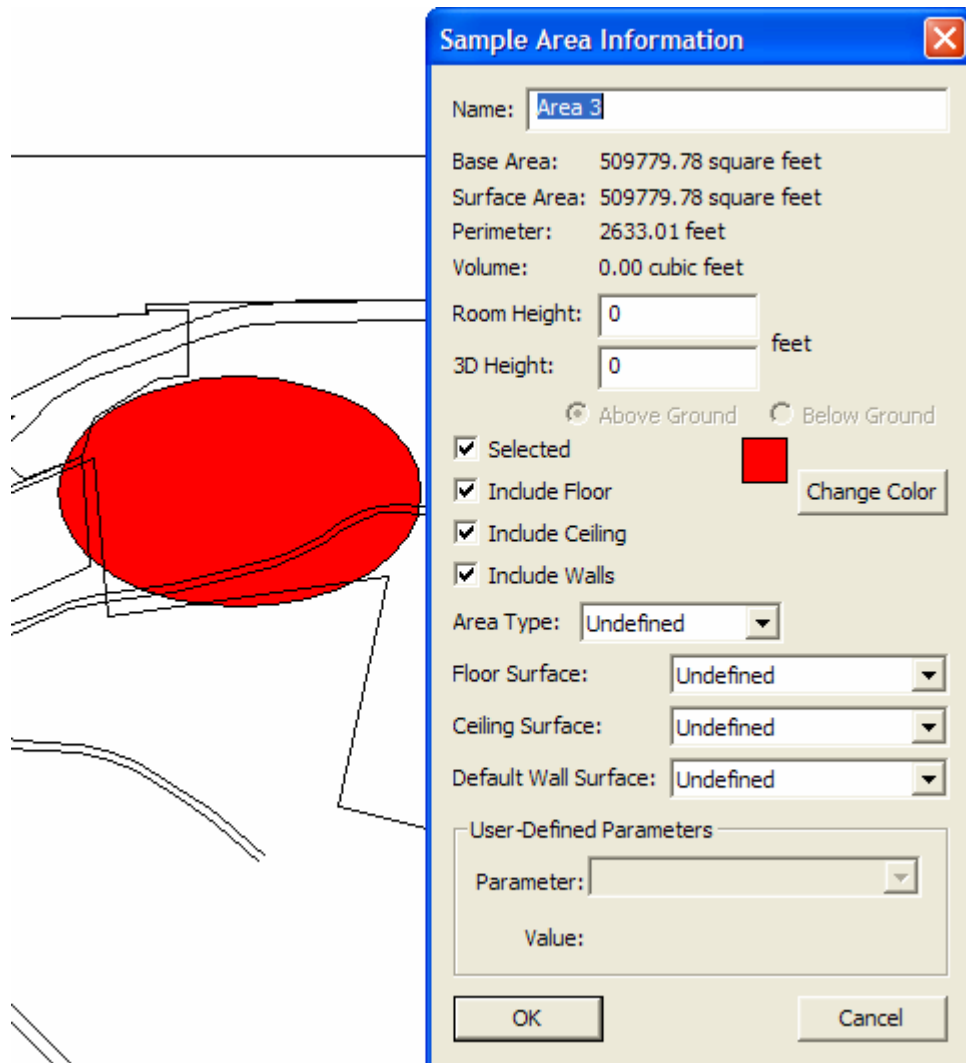 Sample Area Information
Name: Area 3
Base Area: 509779.78 square feet
Surface Area: 509779.78 square feet
Perimeter: 2633.01 feet
Volume: 0.00 cubic feet
Room Height: 0
feet
3D Height: 0
Above Ground Below Ground
Selected
Include Floor Change Color
Include Ceiling
Include Walls
Area Type: Undefined
Floor Surface: Undefined
Ceiling Surface: Undefined
Default Wall Surface: Undefined
User-Defined Parameters
Parameter:
Value:
OK Cancel